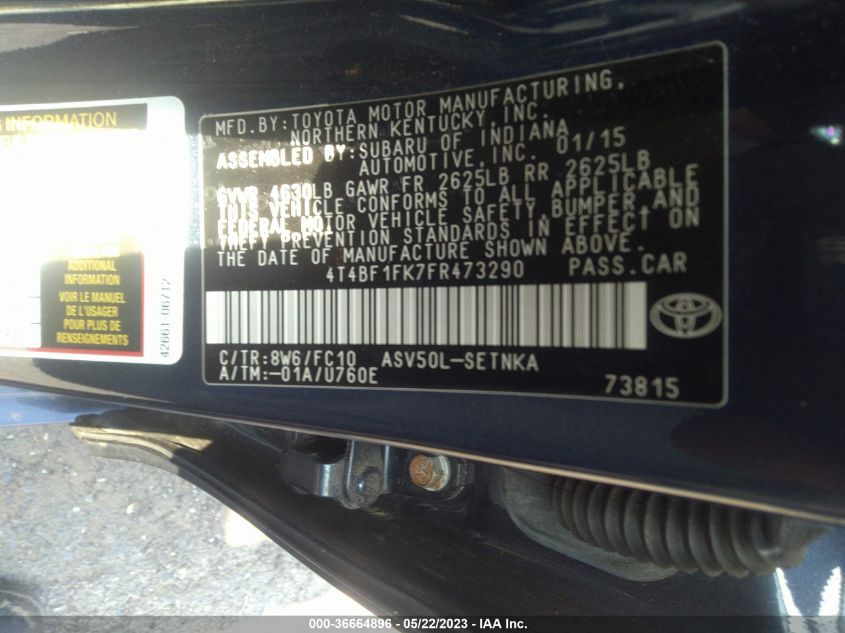 G INFORMATION
ADDITIONAL
INFORMATION
VOIR LE MANUEL
DE L'USAGER
POUR PLUS DE
RENSEIGNEMENTS
42661 06712
MFD.BY:TOYOTA MOTOR MANUFACTURING,
NORTHERN KENTUCKY, INC.
ASSEMBLED BY:SUBARU OF INDIANA
AUTOMOTIVE, INC. 01/15
GVWR 4630LB GAWR FR 2625LB RR 2625LB
THIS VEHICLE CONFORMS TO ALL APPLICABLE
FEDERAL MOTOR VEHICLE SAFETY, BUMPER AND
THEFT PREVENTION STANDARDS IN EFFECT ON
THE DATE OF MANUFACTURE SHOWN ABOVE.
4T4BF1FK7FR473290 PASS.CAR
C/TR:8W6/FC10 ASV50L-SETNKA
A/TM:-01A/U760E
73815
000-36664896 - 05/22/2023 - IAA Inc.